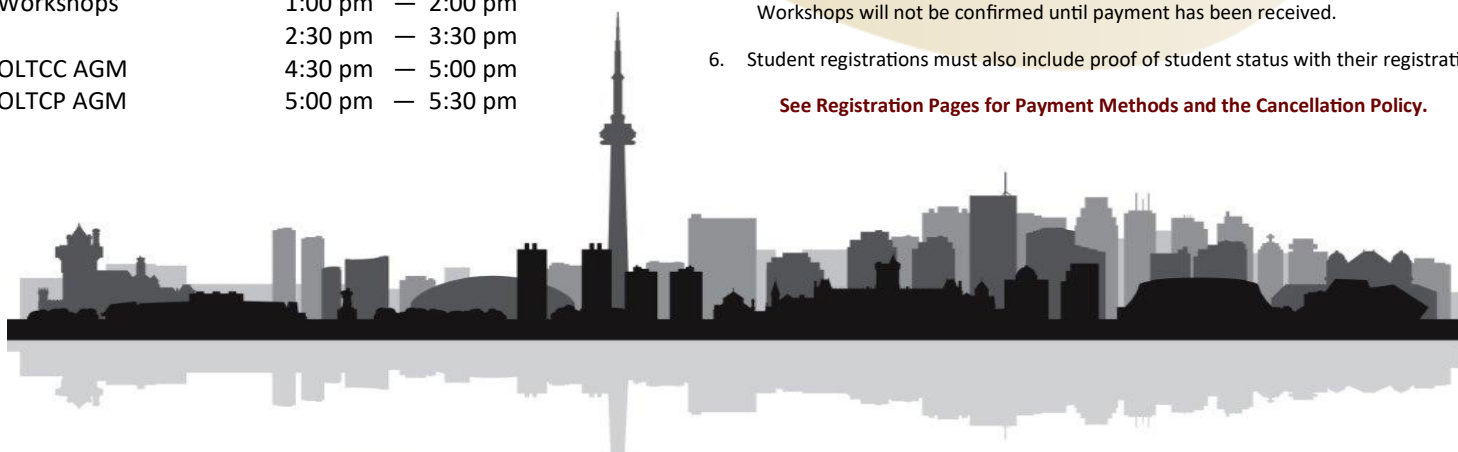 Workshops 1:00 pm — 2:00 pm
2:30 pm — 3:30 pm
OLTCC AGM 4:30 pm — 5:00 pm
OLTCP AGM 5:00 pm — 5:30 pm
Workshops will not be confirmed until payment has been received.
6. Student registrations must also include proof of student status with their
See Registration Pages for Payment Methods and the Cancellation Policy.